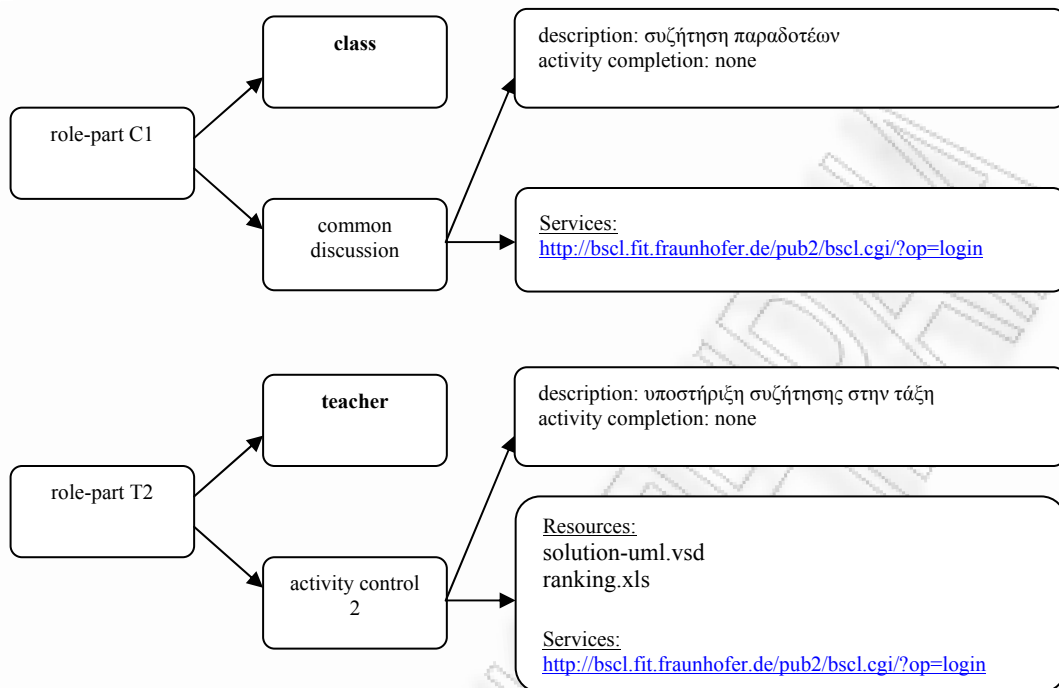 class
description: συζήτηση παραδοτέων
activity completion: none
role-part C1
common
discussion
Services:
http://bscl.fit.fraunhofer.de/pub2/bscl.cgi/?op=login
teacher
description: υποστήριξη συζήτησης στην τάξη
activity completion: none
role-part T2
activity control
2
Resources:
solution-uml.vsd
ranking.xls
Services:
http://bscl.fit.fraunhofer.de/pub2/bscl.cgi/?op=login